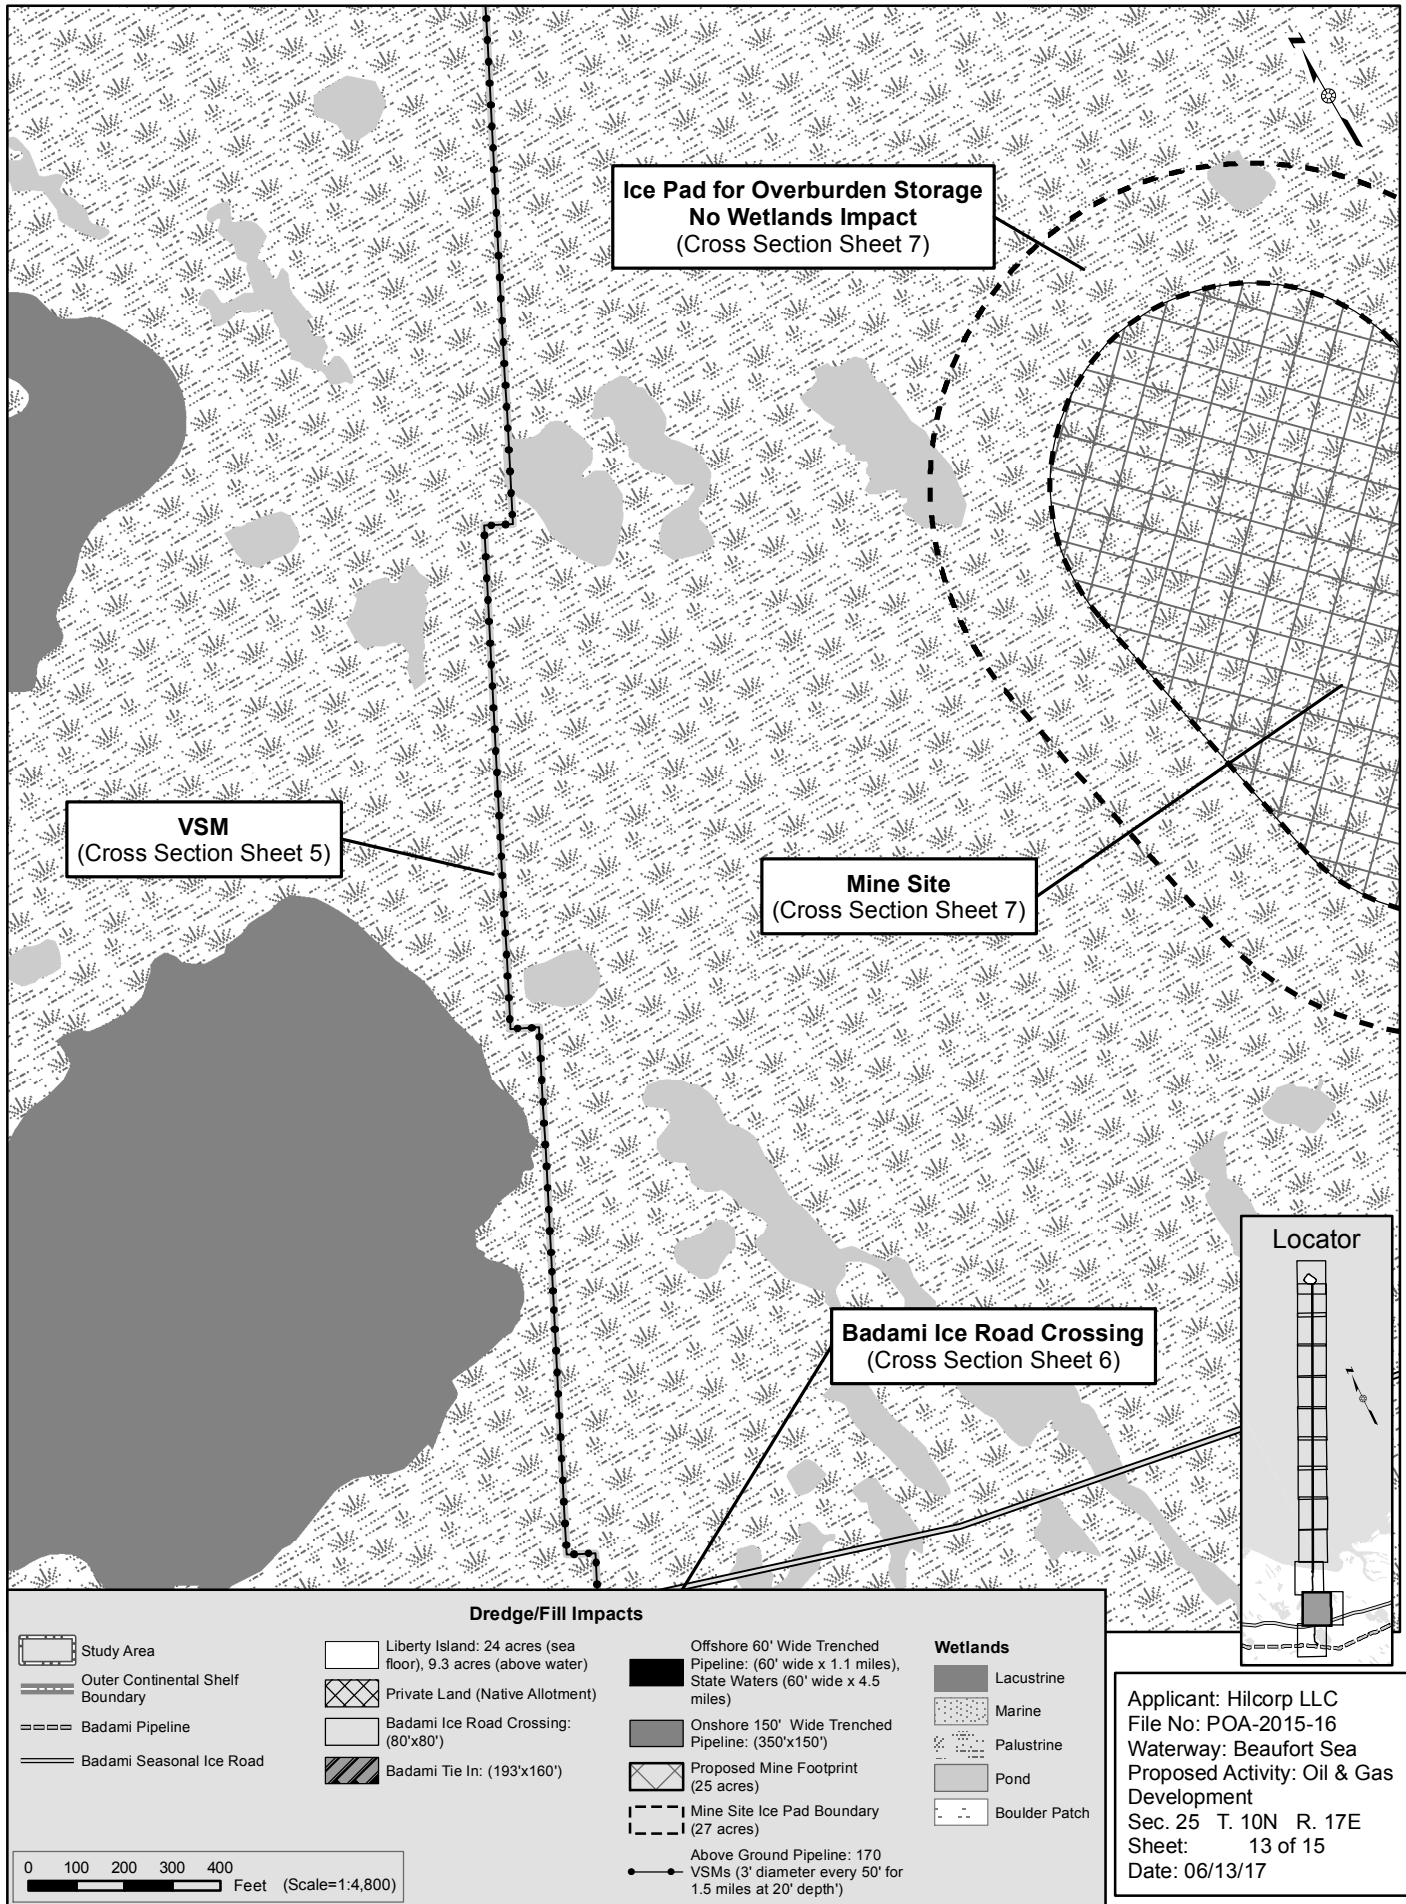 Ice Pad for Overburden Storage
No Wetlands Impact
(Cross Section Sheet 7)
VSM
(Cross Section Sheet 5)
Mine Site
(Cross Section Sheet 7)
Badami Ice Road Crossing
(Cross Section Sheet 6)
Locator
N
N
Dredge/Fill Impacts
Study Area
Outer Continental Shelf
Boundary
Badami Pipeline
Badami Seasonal Ice Road
Liberty Island: 24 acres (sea
floor), 9.3 acres (above water)
Private Land (Native Allotment)
Badami Ice Road Crossing:
(80'x80')
Badami Tie In: (193'x160')
Offshore 60' Wide Trenched
Pipeline: (60' wide x 1.1 miles),
State Waters (60' wide x 4.5
miles)
Onshore 150' Wide Trenched
Pipeline: (350'x150')
Proposed Mine Footprint
(25 acres)
Mine Site Ice Pad Boundary
(27 acres)
Above Ground Pipeline: 170
VSMs (3' diameter every 50' for
1.5 miles at 20' depth')
Wetlands
Lacustrine
Marine
Palustrine
Pond
Boulder Patch
0 100 200 300 400
Feet (Scale=1:4,800)
Applicant: Hilcorp LLC
File No: POA-2015-16
Waterway: Beaufort Sea
Proposed Activity: Oil & Gas
Development
Sec. 25 T. 10N R. 17E
Sheet: 13 of 15
Date: 06/13/17